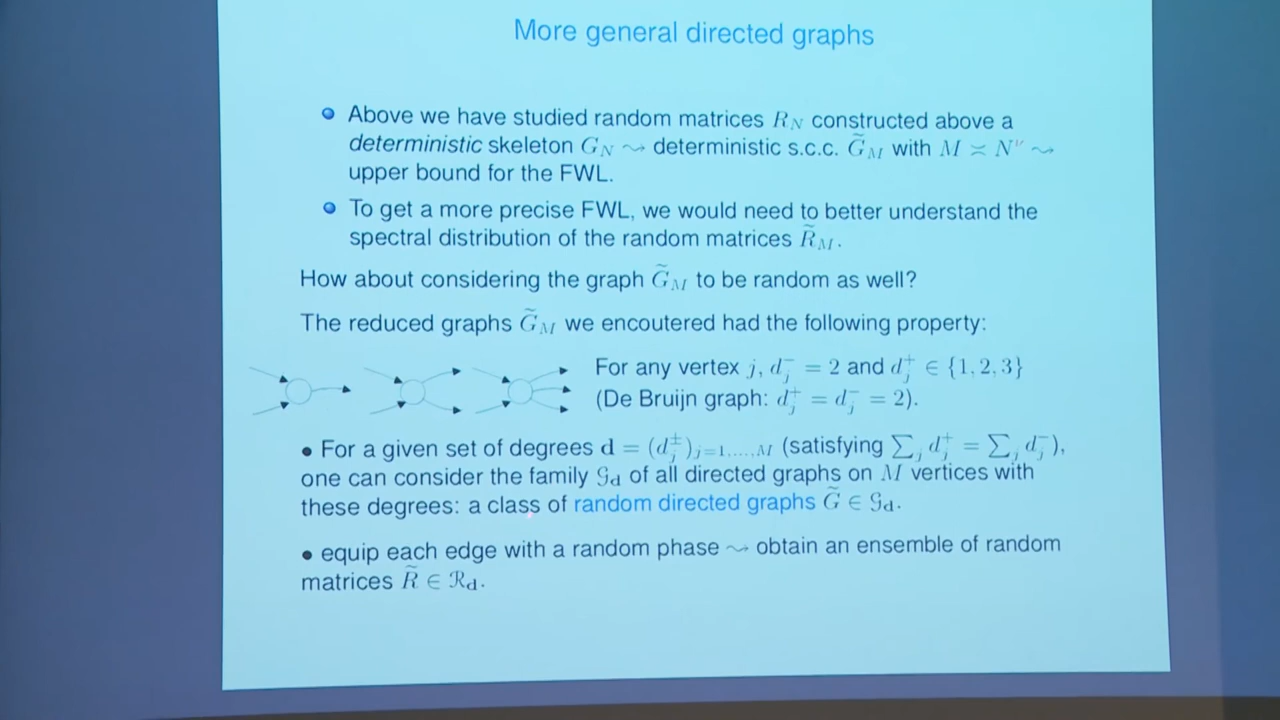 More general directed graphs
Above we have studied random matrices R_N constructed above a
deterministic skeleton G_N ⇝ deterministic s.c.c. G̃_M with M ≍ N^ν ⇝
upper bound for the FWL.
To get a more precise FWL, we would need to better understand the
spectral distribution of the random matrices R̃_M.
How about considering the graph G̃_M to be random as well?
The reduced graphs G̃_M we encoutered had the following property:
For any vertex j, d_j^- = 2 and d_j^+ ∈ {1, 2, 3}
(De Bruijn graph: d_j^+ = d_j^- = 2).
• For a given set of degrees d = (d_j^±)_{j=1,...,M} (satisfying ∑_j d_j^+ = ∑_j d_j^-),
one can consider the family 𝒢_d of all directed graphs on M vertices with
these degrees: a class of random directed graphs G̃ ∈ 𝒢_d.
• equip each edge with a random phase ⇝ obtain an ensemble of random
matrices R̃ ∈ ℛ_d.